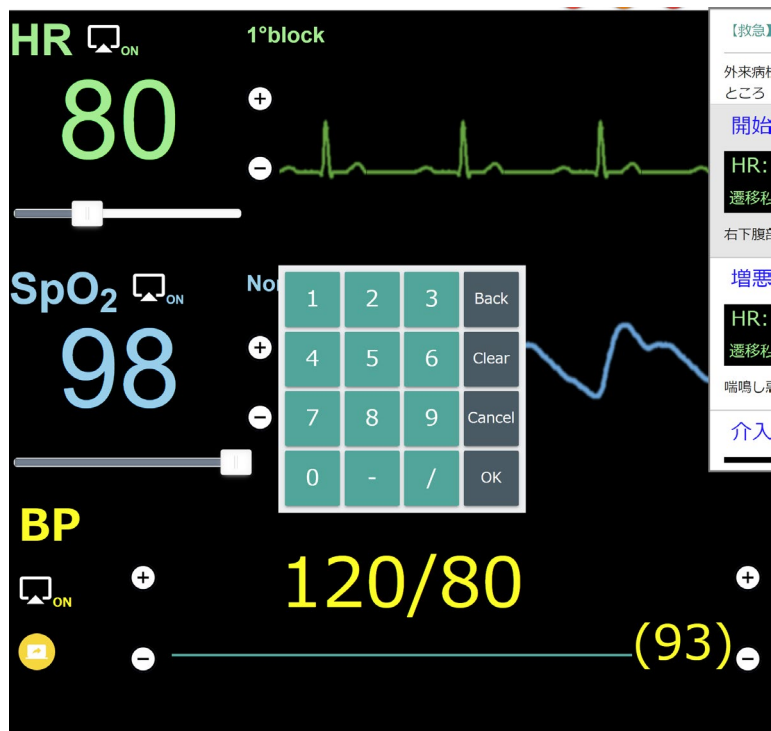 HR ON
1°block
80
SpO2 ON
98
1 2 3 Back
4 5 6 Clear
7 8 9 Cancel
0 - / OK
BP
ON
120/80
(93)
【救急】
外来病
ところ
開始
HR:
遷移
右下腹
増悪
HR:
遷移
喘鳴し
介入